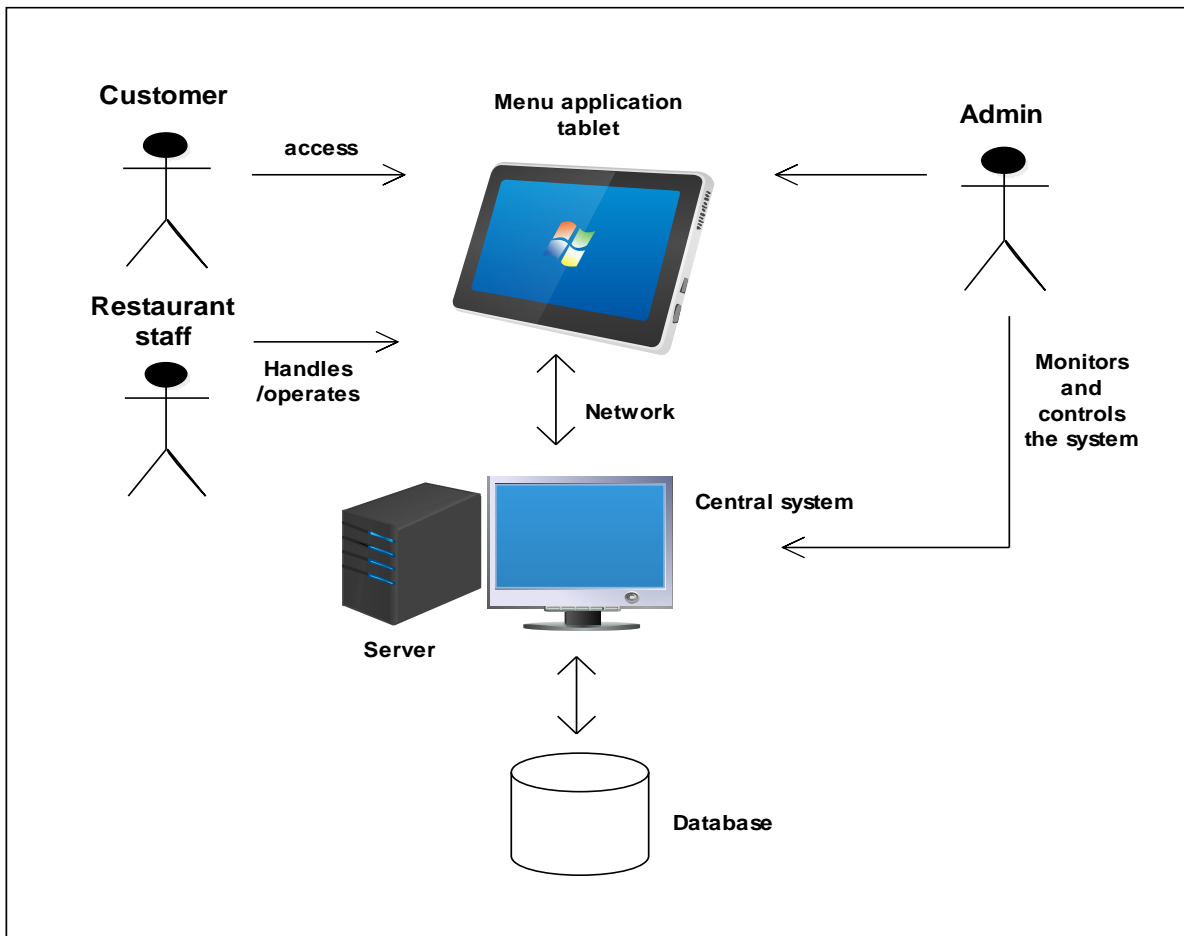 Customer
Menu application
tablet
Admin
access
Restaurant
staff
Handles
/operates
Monitors
and
controls
the system
Network
Central system
Server
Database